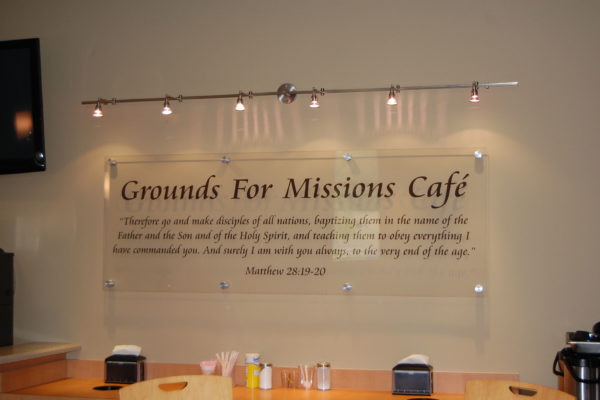 Grounds For Missions Café
"Therefore go and make disciples of all nations, baptizing them in the name of the
Father and the Son and of the Holy Spirit, and teaching them to obey everything I
have commanded you. And surely I am with you always, to the very end of the age."
Matthew 28:19-20